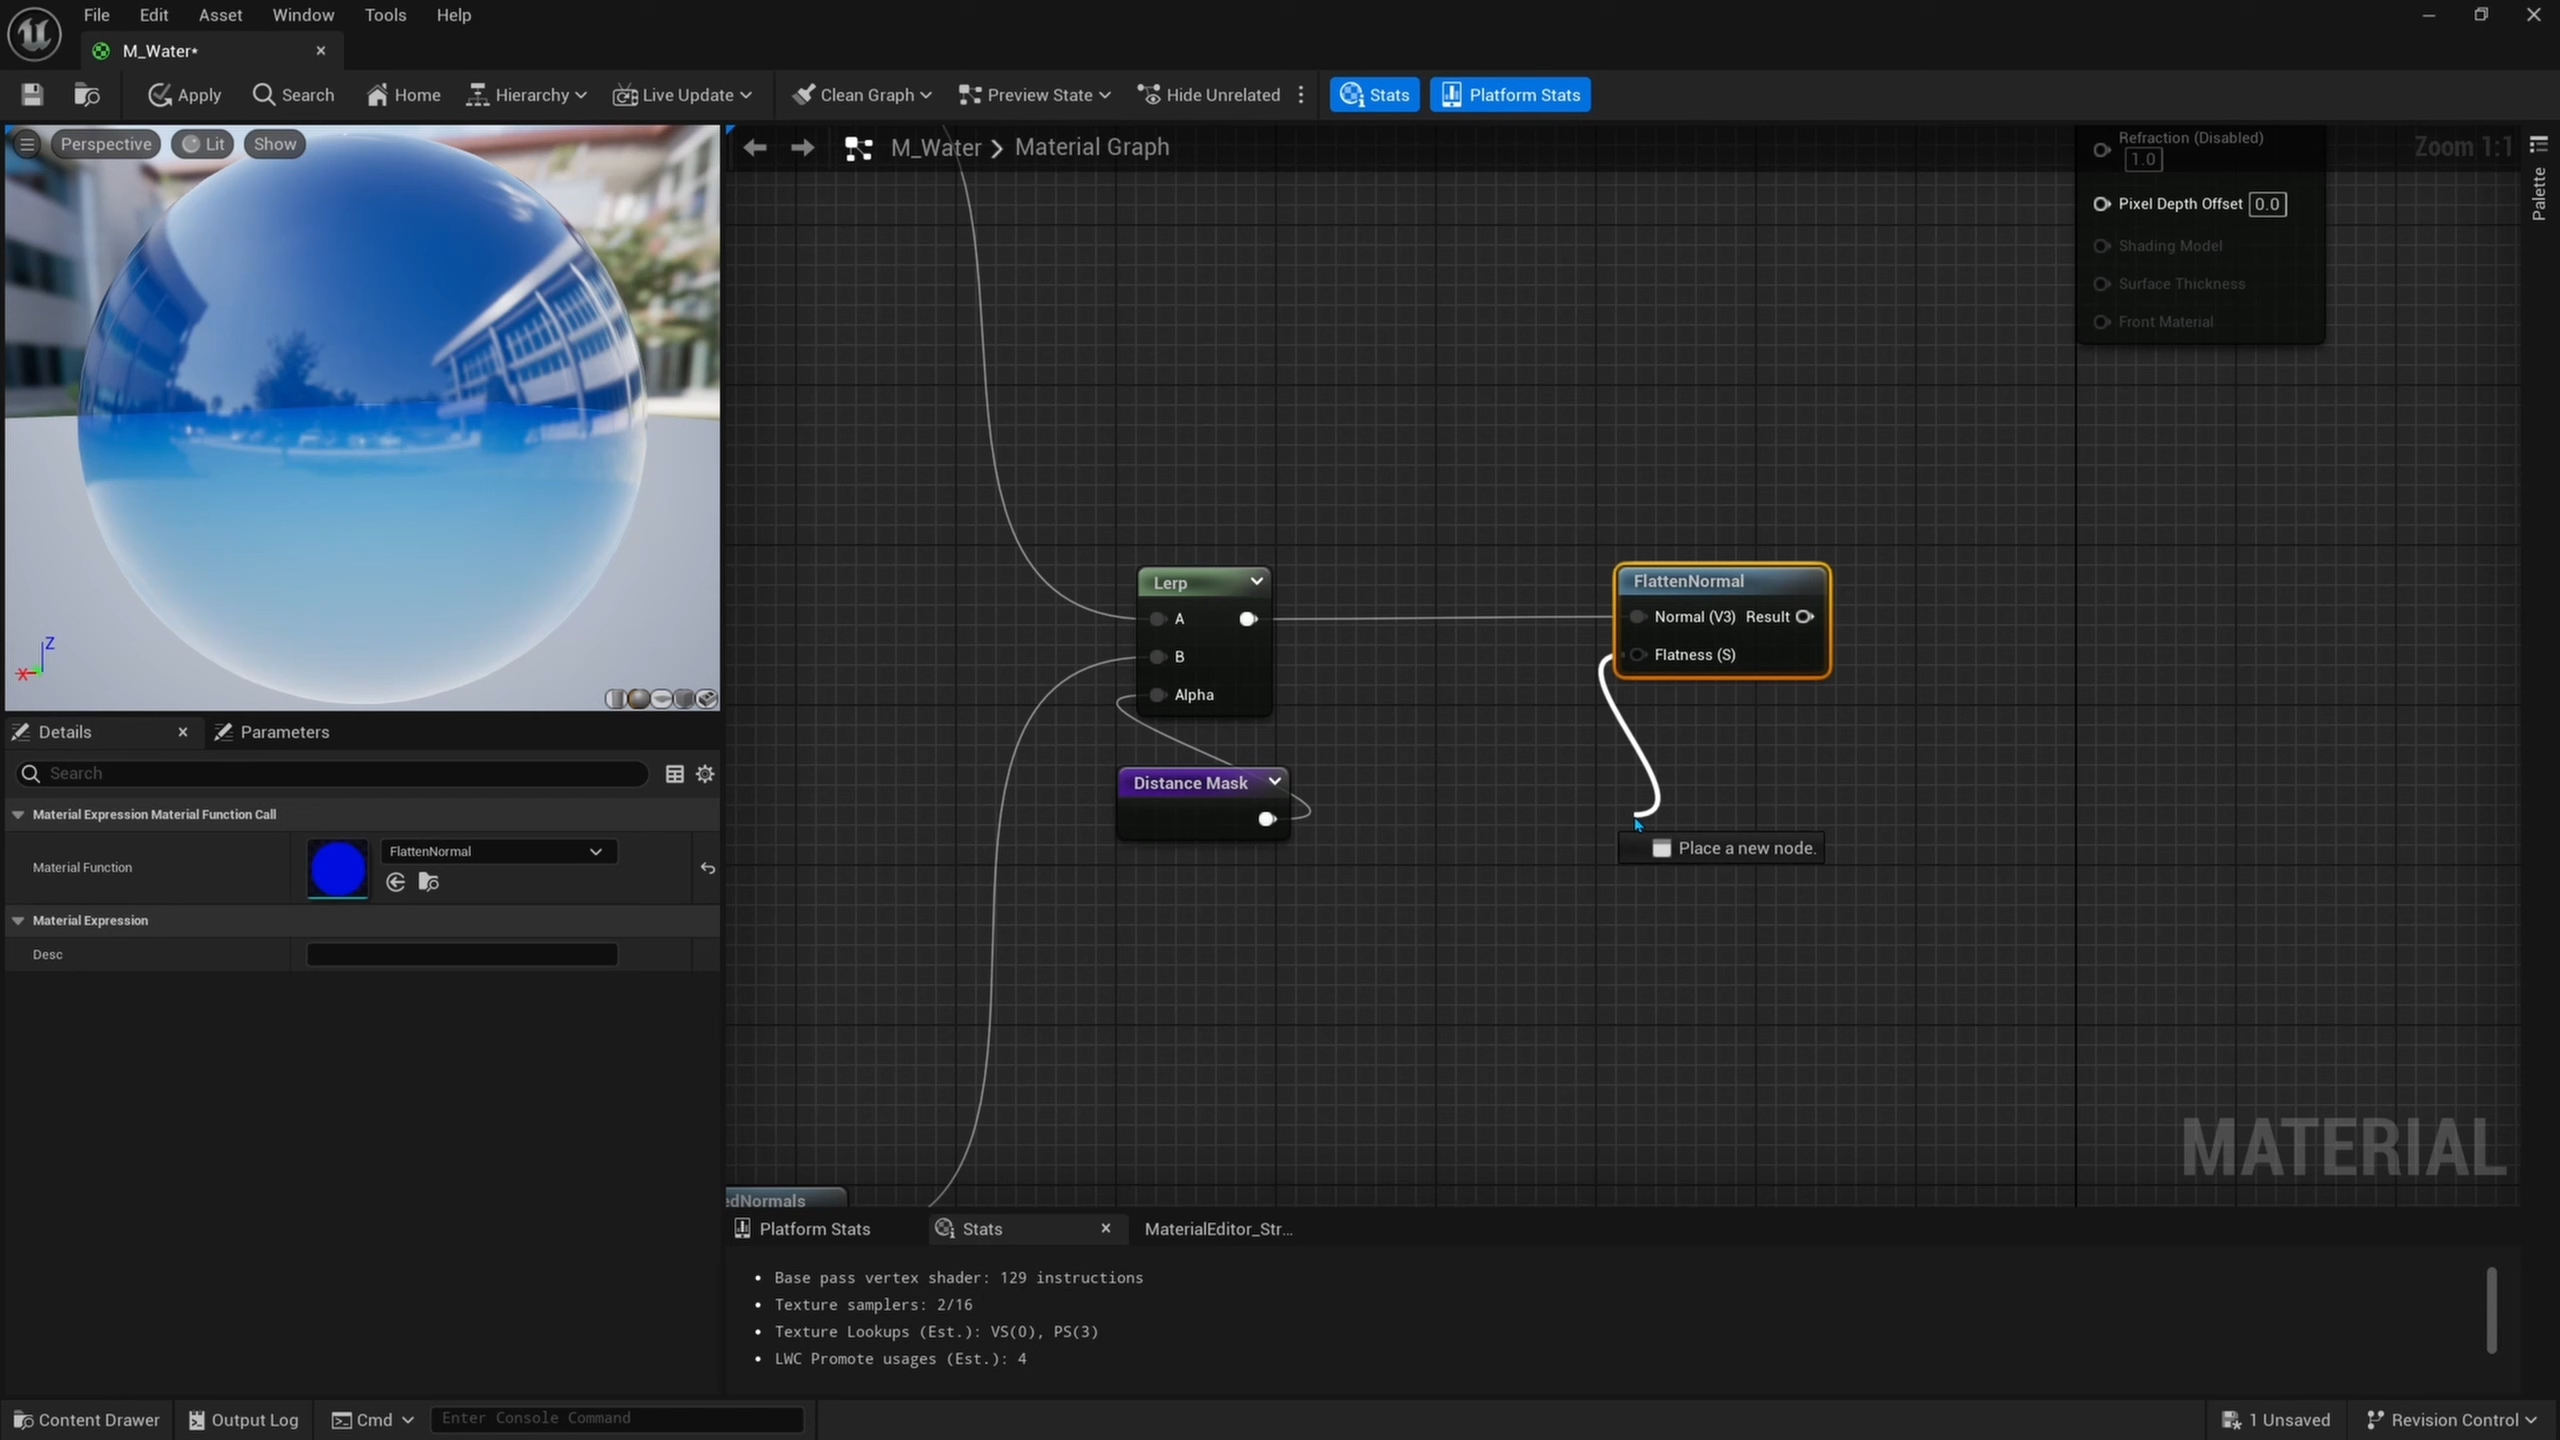 File Edit Asset Window Tools Help
M_Water*
Apply Search Home Hierarchy Live Update Clean Graph Preview State Hide Unrelated Stats Platform Stats
Perspective Lit Show
M_Water > Material Graph
Zoom 1:1
Palette
Refraction (Disabled)
1.0
Pixel Depth Offset 0.0
Shading Model
Surface Thickness
Front Material
Lerp
A
B
Alpha
Distance Mask
FlattenNormal
Normal (V3) Result
Flatness (S)
Place a new node.
edNormals
MATERIAL
Z
X
Details Parameters
Search
Material Expression Material Function Call
Material Function FlattenNormal
Material Expression
Desc
Platform Stats Stats MaterialEditor_Str...
• Base pass vertex shader: 129 instructions
• Texture samplers: 2/16
• Texture Lookups (Est.): VS(0), PS(3)
• LWC Promote usages (Est.): 4
Content Drawer Output Log Cmd Enter Console Command 1 Unsaved Revision Control